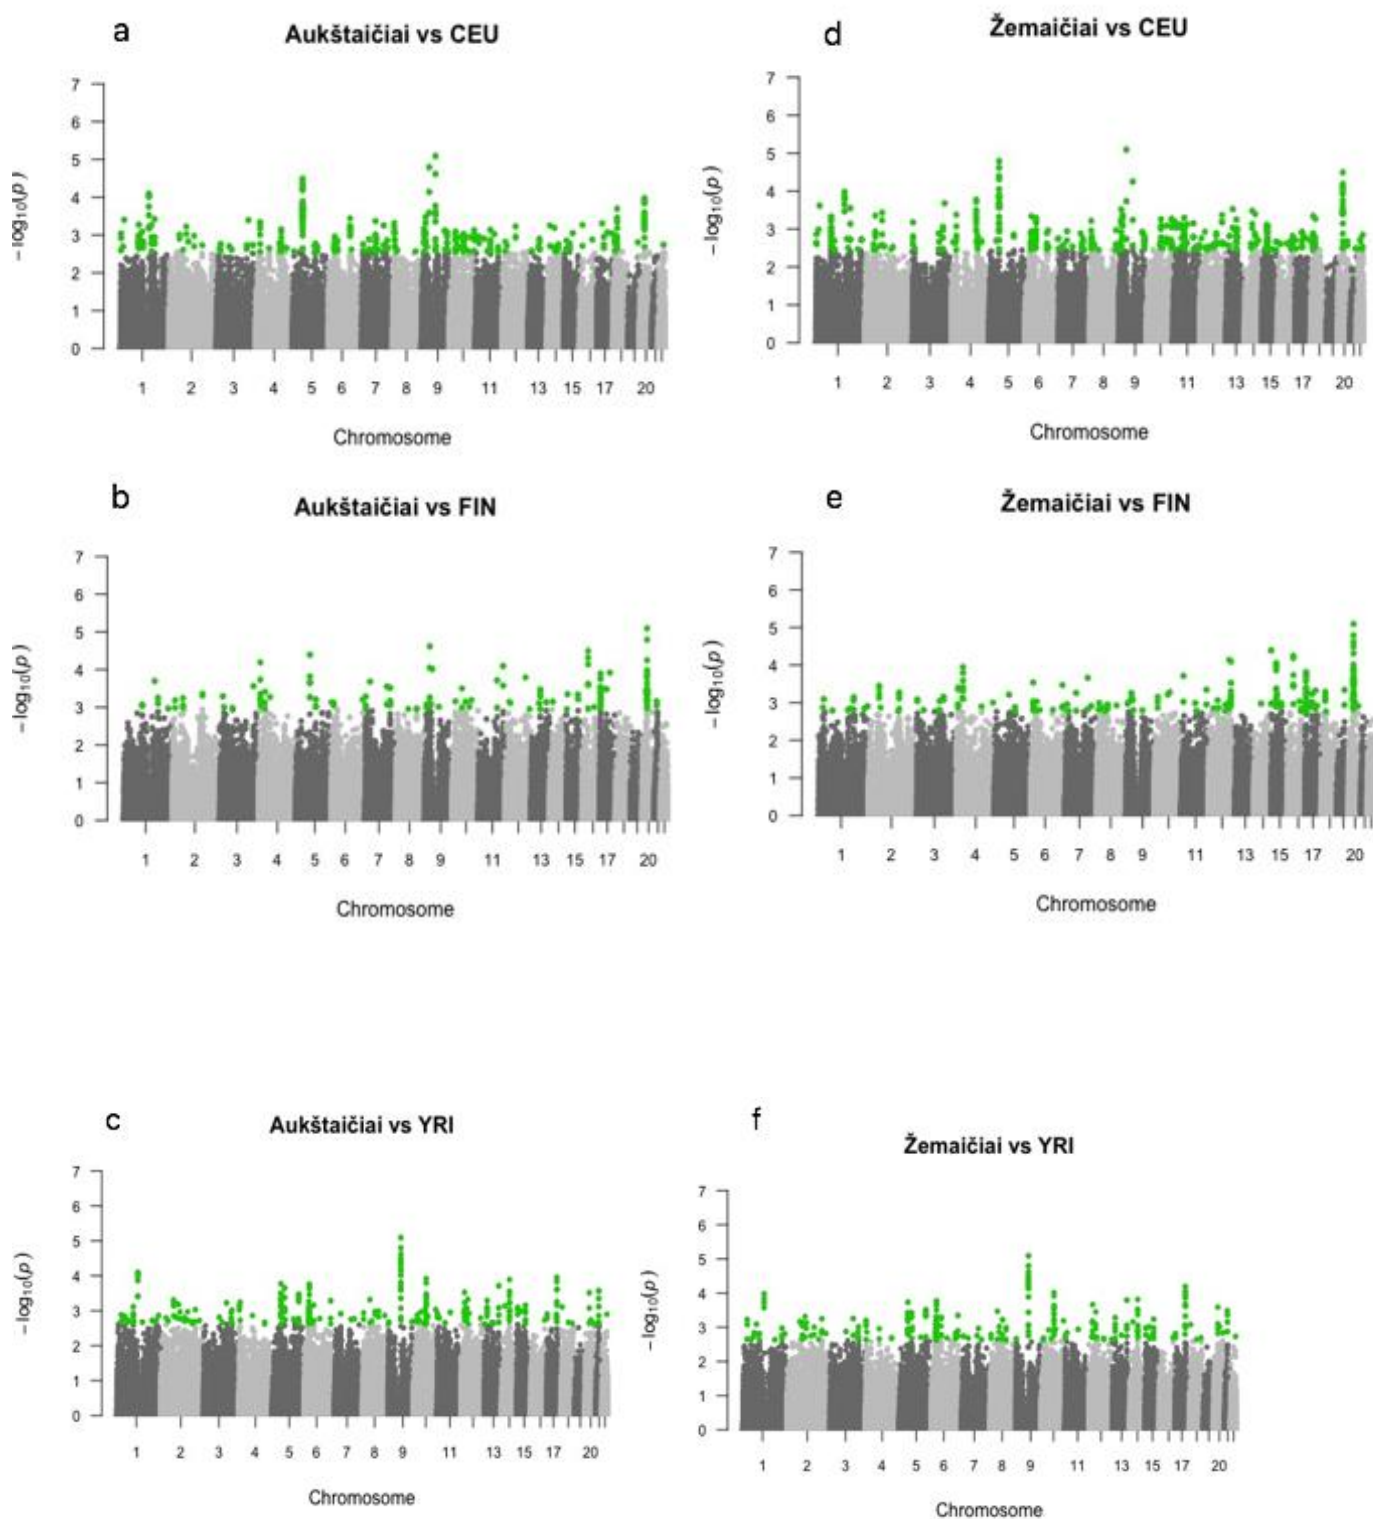 a
Aukštaičiai vs CEU
7
6
5
4
3
2
1
0
−log10(p)
1 2 3 4 5 6 7 8 9 11 13 15 17 20
Chromosome
d
Žemaičiai vs CEU
7
6
5
4
3
2
1
0
−log10(p)
1 2 3 4 5 6 7 8 9 11 13 15 17 20
Chromosome
b
Aukštaičiai vs FIN
7
6
5
4
3
2
1
0
−log10(p)
1 2 3 4 5 6 7 8 9 11 13 15 17 20
Chromosome
e
Žemaičiai vs FIN
7
6
5
4
3
2
1
0
−log10(p)
1 2 3 4 5 6 7 8 9 11 13 15 17 20
Chromosome
c
Aukštaičiai vs YRI
7
6
5
4
3
2
1
0
−log10(p)
1 2 3 4 5 6 7 8 9 11 13 15 20
Chromosome
f
Žemaičiai vs YRI
7
6
5
4
3
2
1
0
−log10(p)
1 2 3 4 5 6 7 8 9 11 13 15 17 20
Chromosome